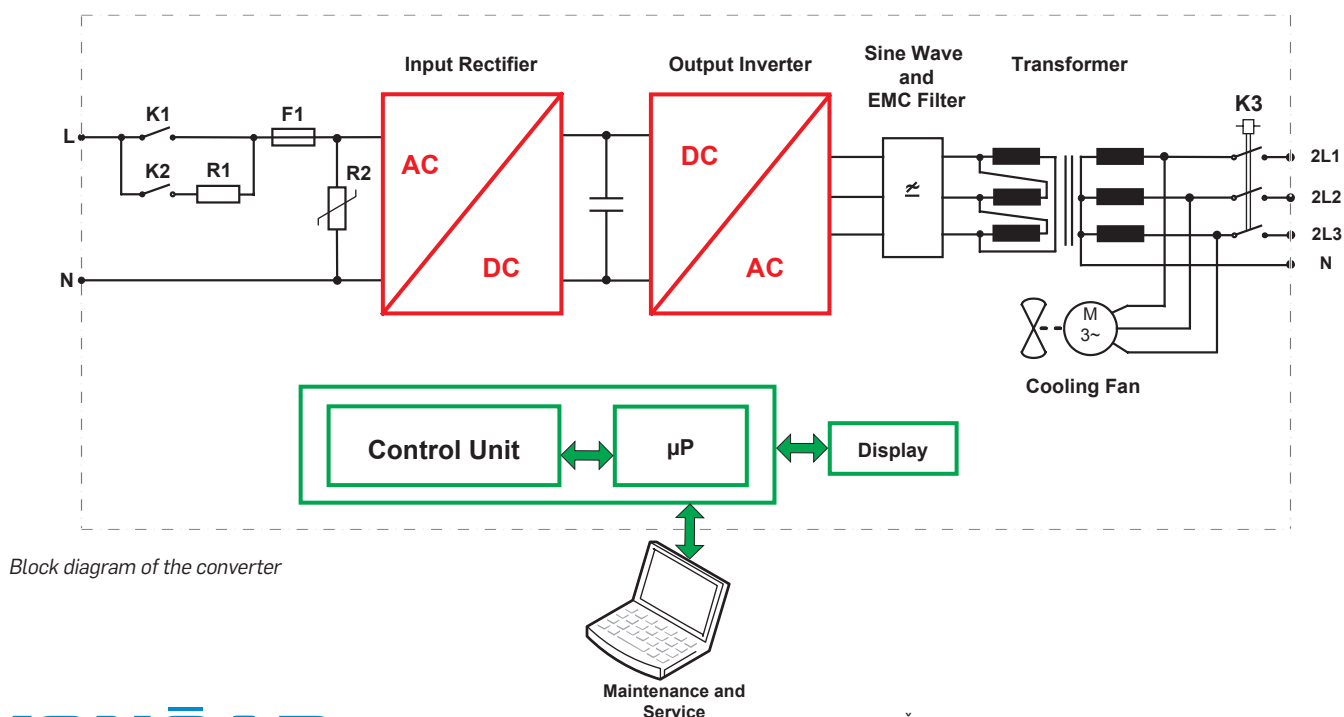 Input Rectifier
Output Inverter
Sine Wave
and
EMC Filter
Transformer
K1
F1
K3
L
K2
R1
R2
AC
DC
DC
AC
2L1
2L2
2L3
N
N
M
3~
Cooling Fan
Control Unit
µP
Display
Block diagram of the converter
Maintenance and
Service